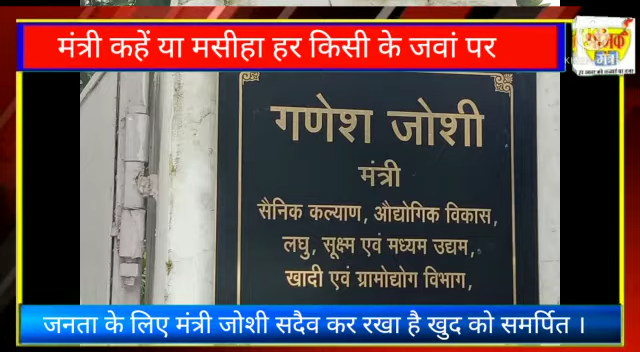 मंत्री कहें या मसीहा हर किसी के जवां पर
गणेश जोशी
मंत्री
सैनिक कल्याण, औद्योगिक विकास,
लघु, सूक्ष्म एवं मध्यम उद्यम,
खादी एवं ग्रामोद्योग विभाग,
जनता के लिए मंत्री जोशी सदैव कर रखा है खुद को समर्पित ।